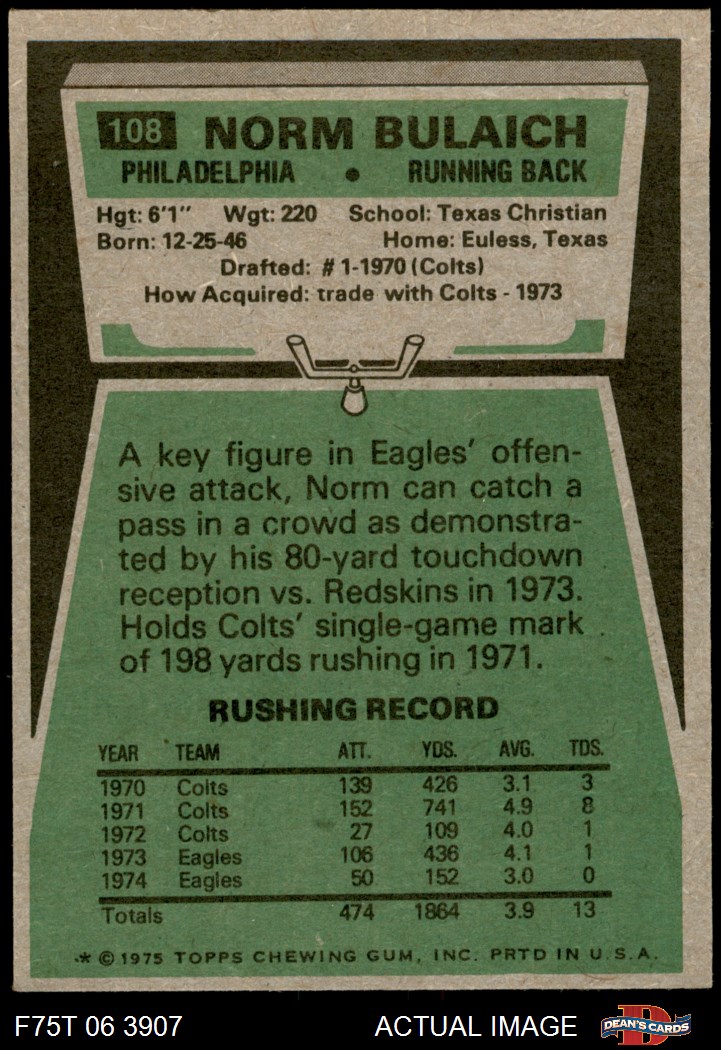 108 NORM BULAICH
PHILADELPHIA • RUNNING BACK
Hgt: 6'1" Wgt: 220 School: Texas Christian
Born: 12-25-46 Home: Euless, Texas
Drafted: #1-1970 (Colts)
How Acquired: trade with Colts - 1973
A key figure in Eagles' offen-
sive attack, Norm can catch a
pass in a crowd as demonstra-
ted by his 80-yard touchdown
reception vs. Redskins in 1973.
Holds Colts' single-game mark
of 198 yards rushing in 1971.
RUSHING RECORD
YEAR TEAM ATT. YDS. AVG. TDS.
1970 Colts 139 426 3.1 3
1971 Colts 152 741 4.9 8
1972 Colts 27 109 4.0 1
1973 Eagles 106 436 4.1 1
1974 Eagles 50 152 3.0 0
Totals 474 1864 3.9 13
* © 1975 TOPPS CHEWING GUM, INC. PRTD IN U.S.A.
F75T 06 3907 ACTUAL IMAGE D DEAN'S CARDS